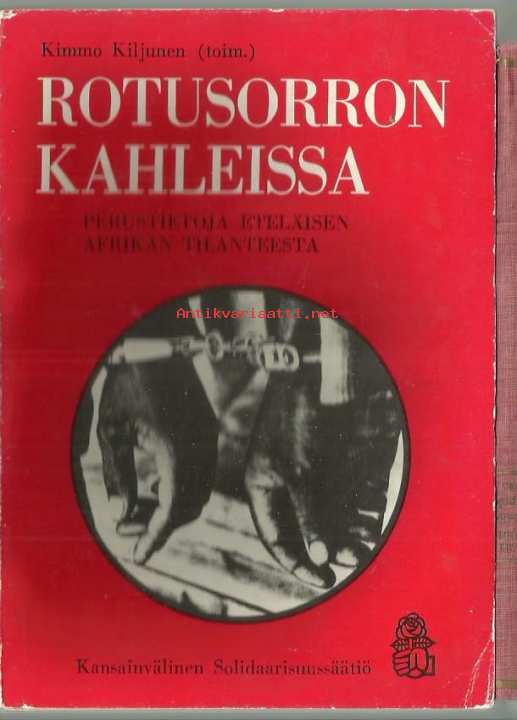 Kimmo Kiljunen (toim.)
ROTUSORRON
KAHLEISSA
PERUSTIETOJA ETELÄISEN
AFRIKAN TILANTEESTA
Antikvariaatti.net
Kansainvälinen Solidaarisuussäätiö